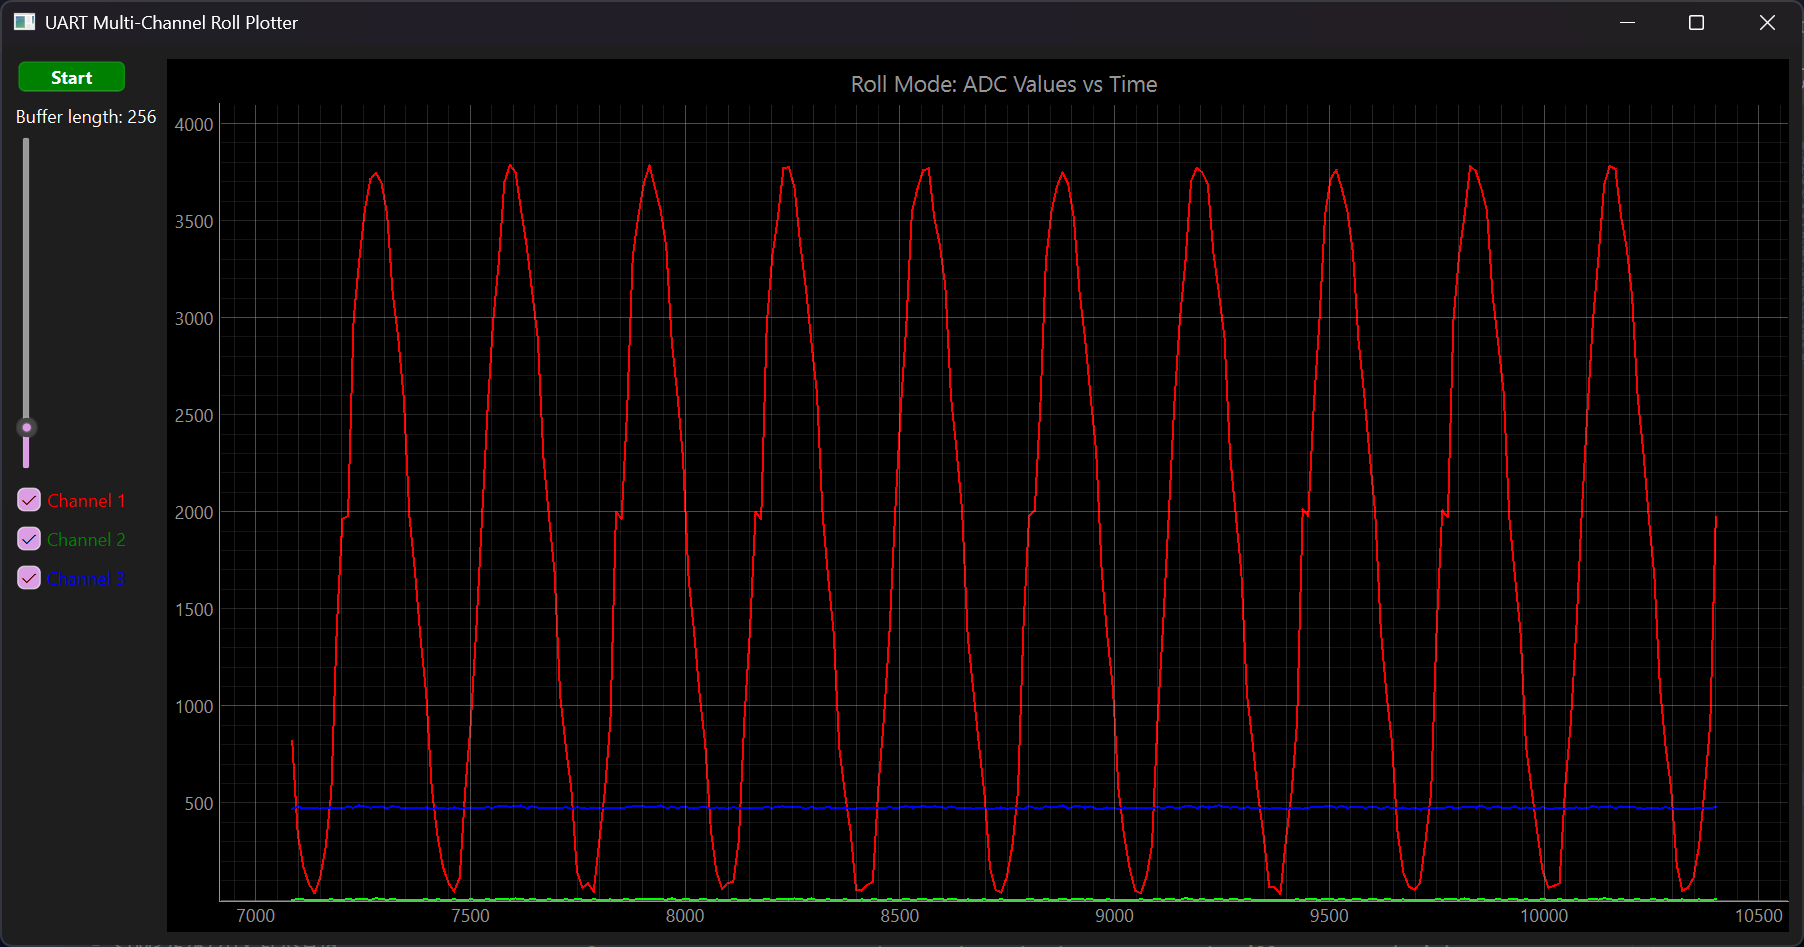 UART Multi-Channel Roll Plotter
Start
Buffer length: 256
Channel 1
Channel 2
Channel 3
Roll Mode: ADC Values vs Time
4000
3500
3000
2500
2000
1500
1000
500
7000 7500 8000 8500 9000 9500 10000 10500